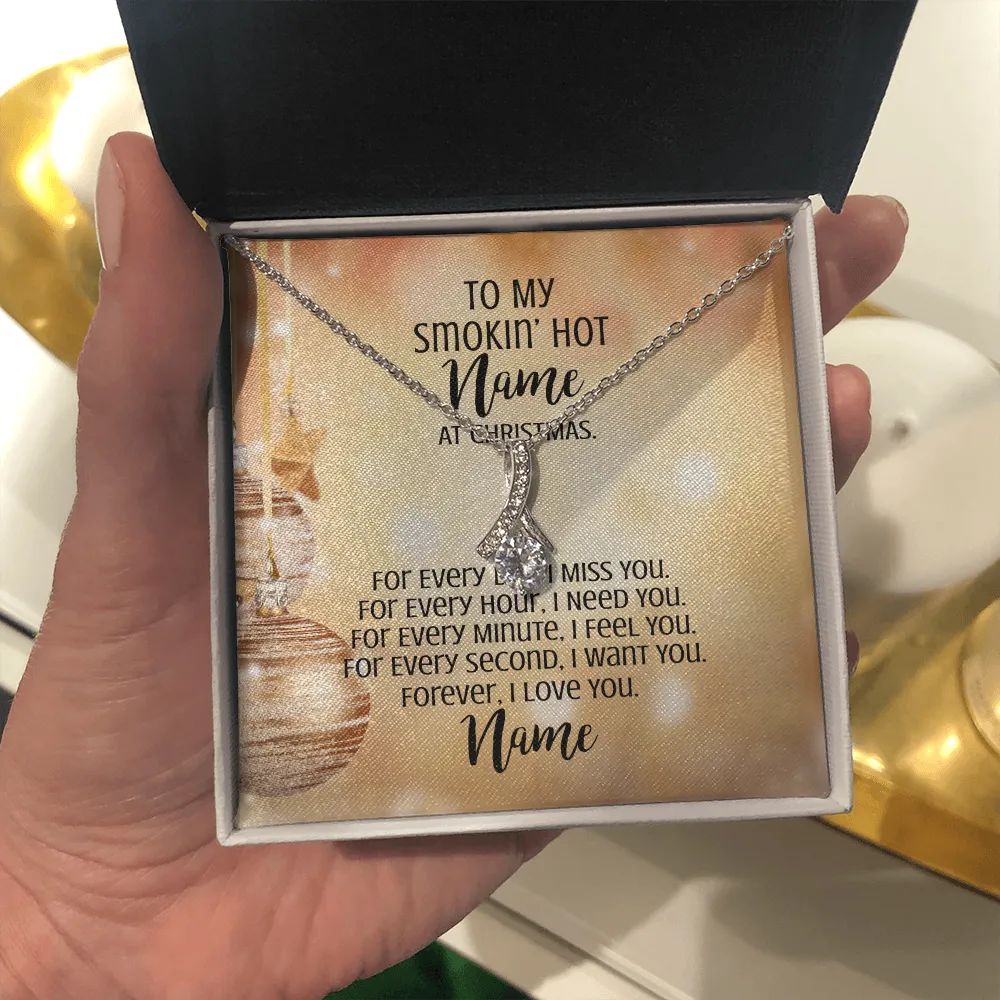 TO MY
SMOKIN' HOT
Name
AT CHRISTMAS.
For Every I MISS YOU.
For Every Hour, I Need You.
For Every Minute, I Feel You.
For Every Second, I Want You.
Forever, I Love You.
Name